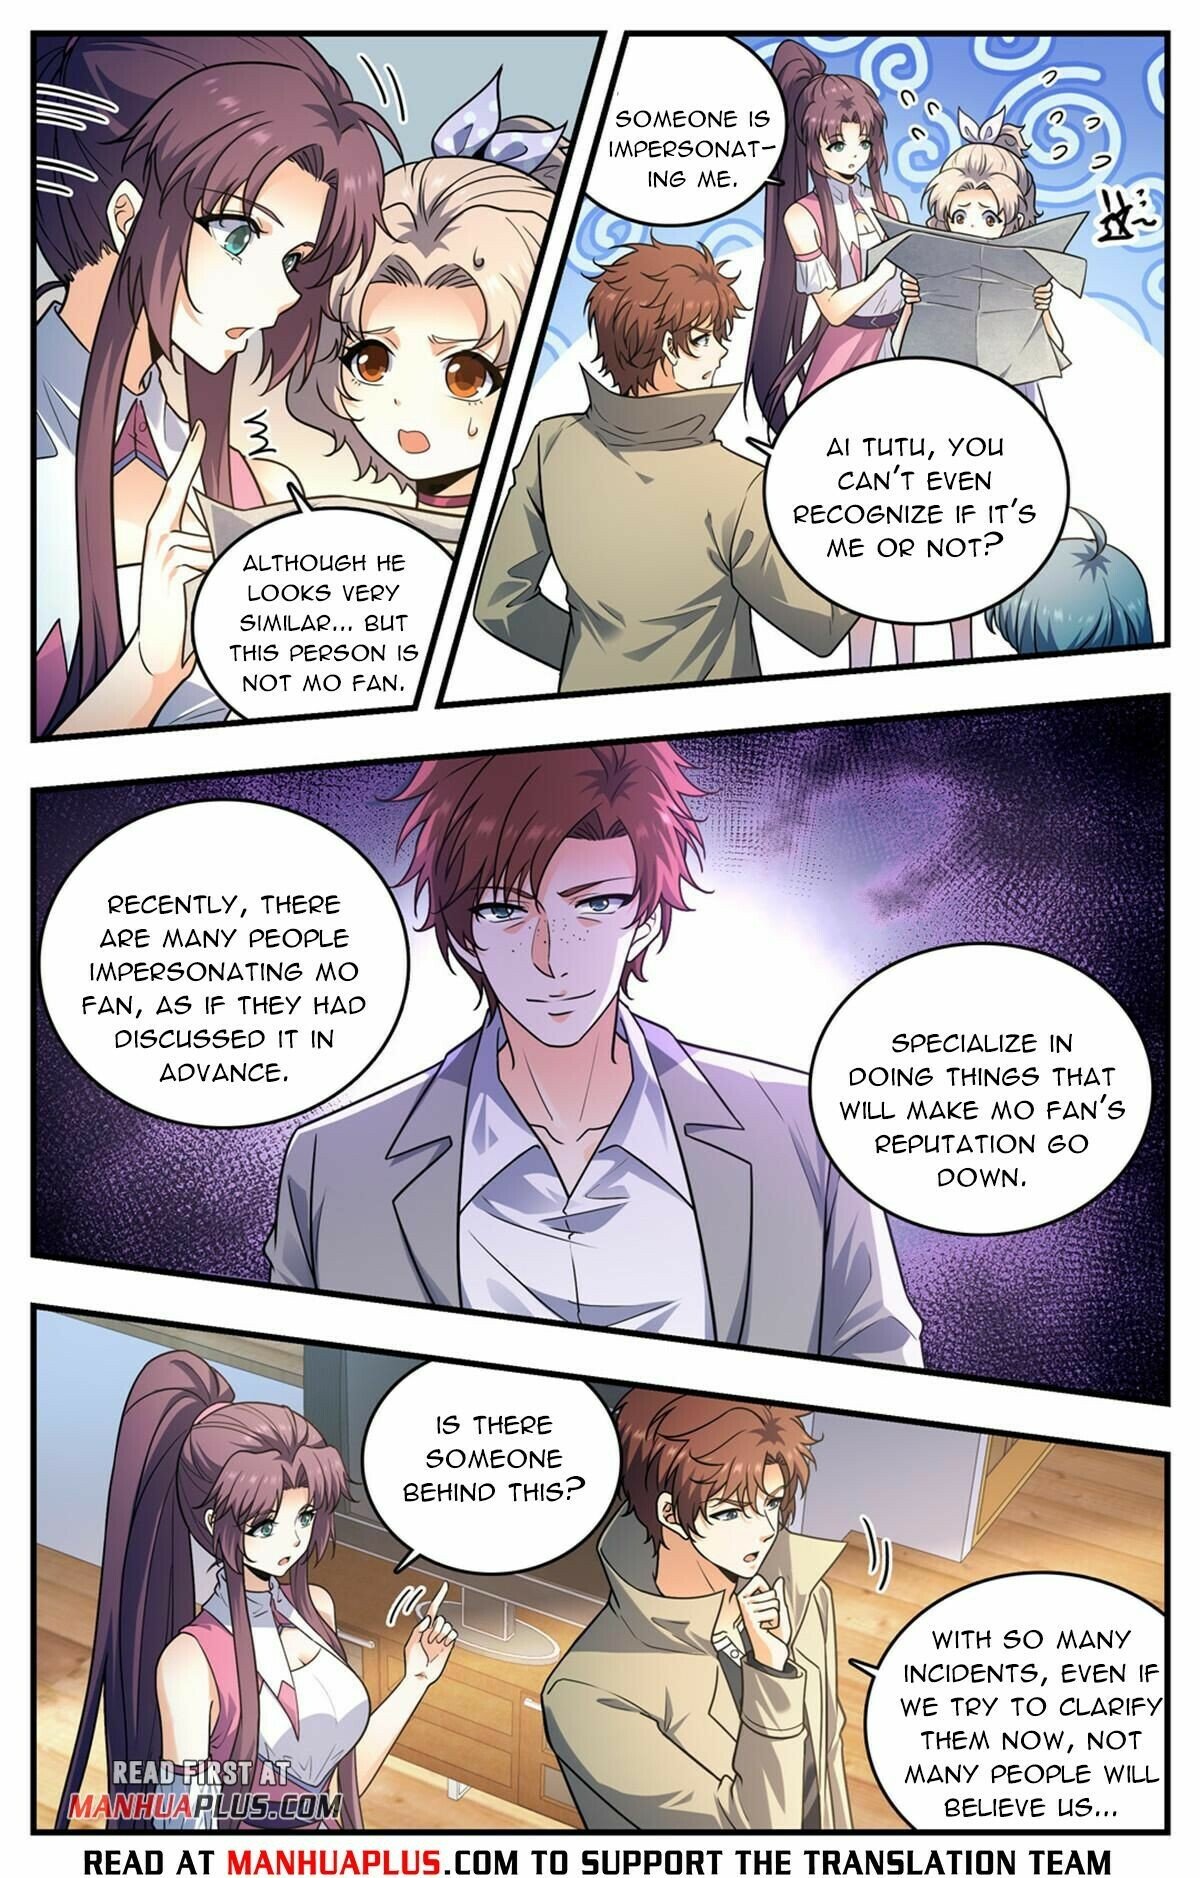 ALTHOUGH HE
LOOKS VERY
SIMILAR... BUT
THIS PERSON IS
NOT MO FAN.
SOMEONE IS
IMPERSONAT-
ING ME.
AI TUTU, YOU
CAN'T EVEN
RECOGNIZE IF IT'S
ME OR NOT?
RECENTLY, THERE
ARE MANY PEOPLE
IMPERSONATING MO
FAN, AS IF THEY HAD
DISCUSSED IT IN
ADVANCE.
SPECIALIZE IN
DOING THINGS THAT
WILL MAKE MO FAN'S
REPUTATION GO
DOWN.
IS THERE
SOMEONE
BEHIND THIS?
WITH SO MANY
INCIDENTS, EVEN IF
WE TRY TO CLARIFY
THEM NOW, NOT
MANY PEOPLE WILL
BELIEVE US...
READ FIRST AT
MANHUAPLUS.COM
READ AT MANHUAPLUS.COM TO SUPPORT THE TRANSLATION TEAM